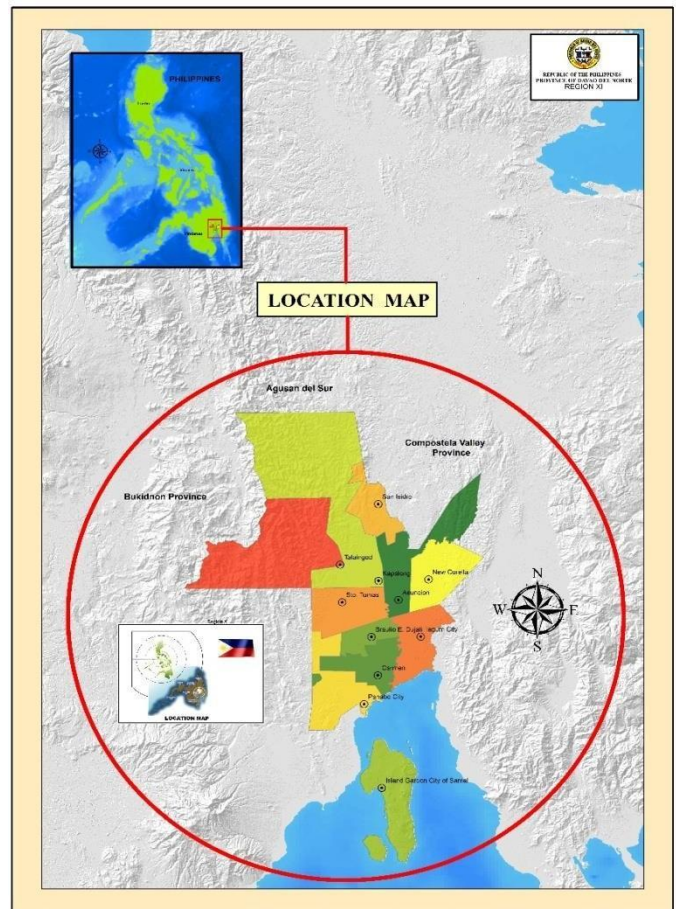 PHILIPPINES
REPUBLIC OF THE PHILIPPINES
PROVINCE OF DAVAO DEL NORTE
REGION XI
LOCATION MAP
Agusan del Sur
Compostela Valley
Province
Bukidnon Province
San Isidro
Talaingod
Kapalong
New Corella
Asuncion
Sto. Tomas
Braulio E. Dujali
Tagum City
Carmen
Panabo City
Island Garden City of Samal
N
W
E
S
LOCATION MAP